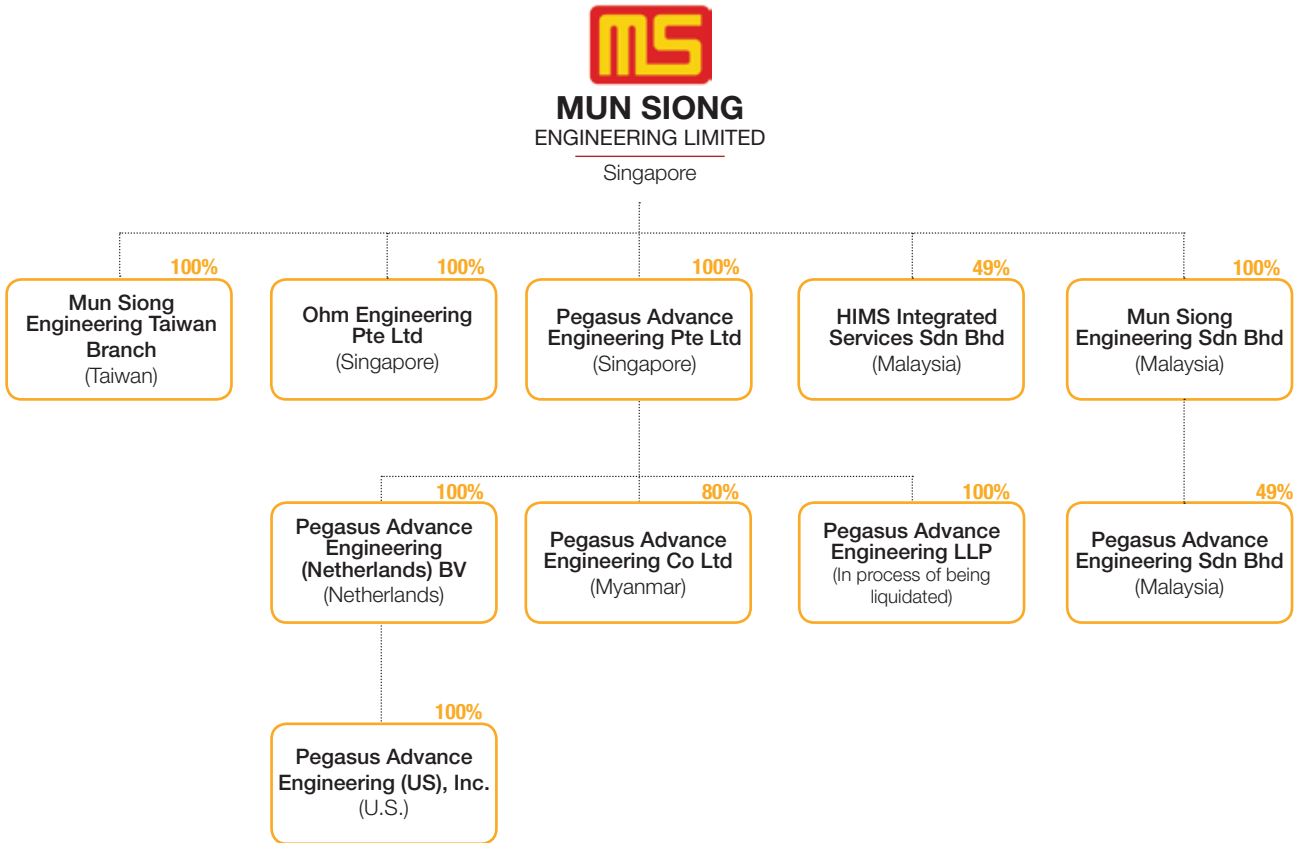 MS
MUN SIONG
ENGINEERING LIMITED
Singapore
100%
Mun Siong
Engineering Taiwan
Branch
(Taiwan)
100%
Ohm Engineering
Pte Ltd
(Singapore)
100%
Pegasus Advance
Engineering Pte Ltd
(Singapore)
49%
HIMS Integrated
Services Sdn Bhd
(Malaysia)
100%
Mun Siong
Engineering Sdn Bhd
(Malaysia)
100%
Pegasus Advance
Engineering
(Netherlands) BV
(Netherlands)
80%
Pegasus Advance
Engineering Co Ltd
(Myanmar)
100%
Pegasus Advance
Engineering LLP
(In process of being
liquidated)
49%
Pegasus Advance
Engineering Sdn Bhd
(Malaysia)
100%
Pegasus Advance
Engineering (US), Inc.
(U.S.)